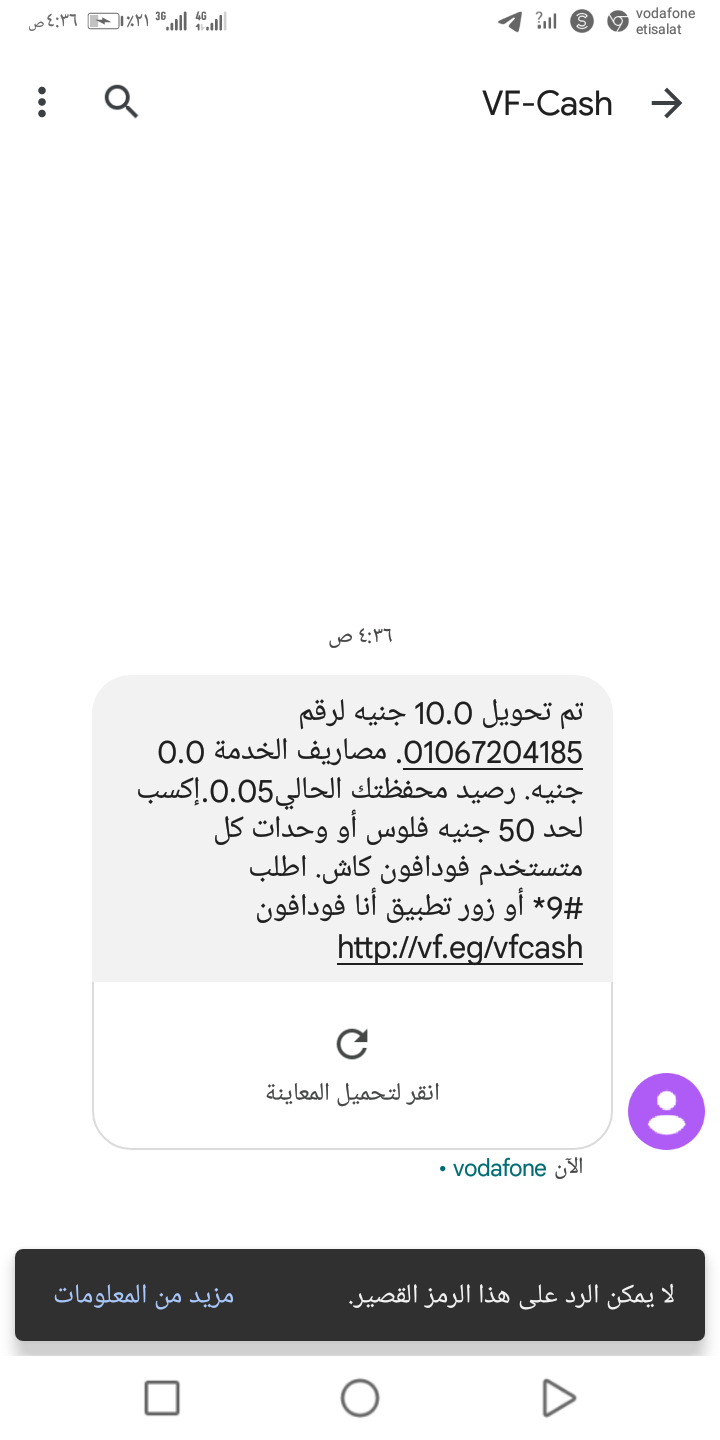 ٤:٣٦ ص ٢١٪ 3G 4G
vodafone
etisalat
VF-Cash
٤:٣٦ ص
تم تحويل 10.0 جنيه لرقم
01067204185. مصاريف الخدمة 0.0
جنيه. رصيد محفظتك الحالي0.05.إكسب
لحد 50 جنيه فلوس أو وحدات كل
متستخدم فودافون كاش. اطلب
#9* أو زور تطبيق أنا فودافون
http://vf.eg/vfcash
انقر لتحميل المعاينة
الآن vodafone •
لا يمكن الرد على هذا الرمز القصير. مزيد من المعلومات